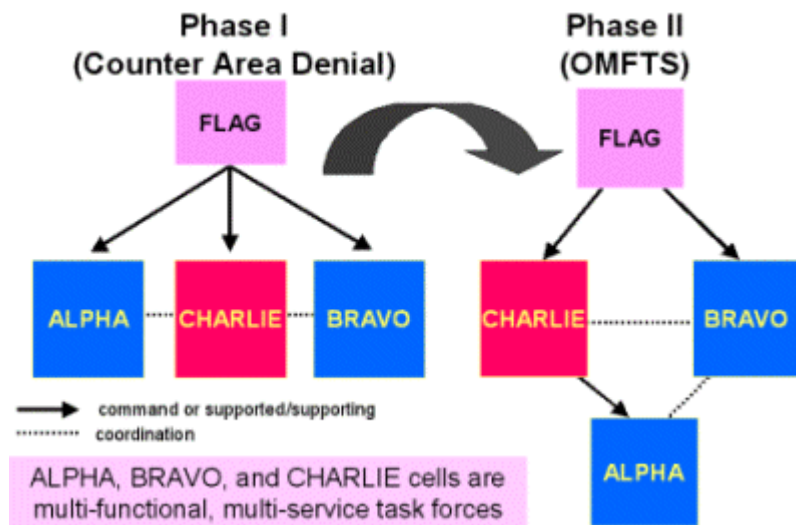 Phase I
(Counter Area Denial)
FLAG
ALPHA
CHARLIE
BRAVO
Phase II
(OMFTS)
FLAG
CHARLIE
BRAVO
ALPHA
command or supported/supporting
coordination
ALPHA, BRAVO, and CHARLIE cells are
multi-functional, multi-service task forces